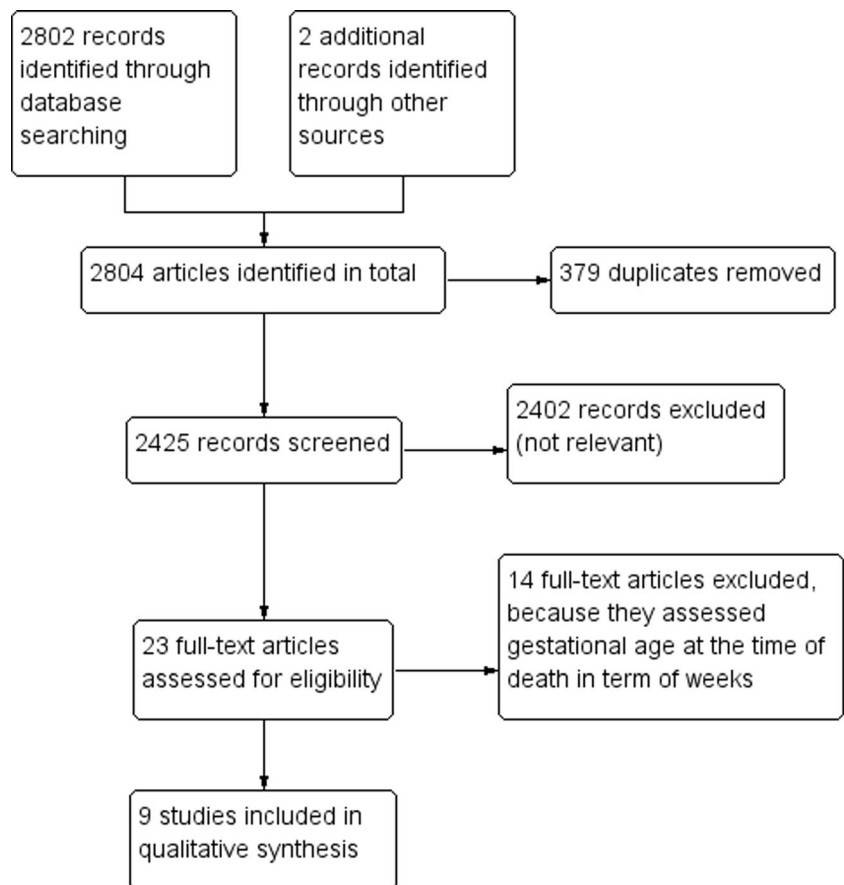 2802 records
identified through
database
searching
2 additional
records identified
through other
sources
2804 articles identified in total
379 duplicates removed
2425 records screened
2402 records excluded
(not relevant)
23 full-text articles
assessed for eligibility
14 full-text articles excluded,
because they assessed
gestational age at the time of
death in term of weeks
9 studies included in
qualitative synthesis